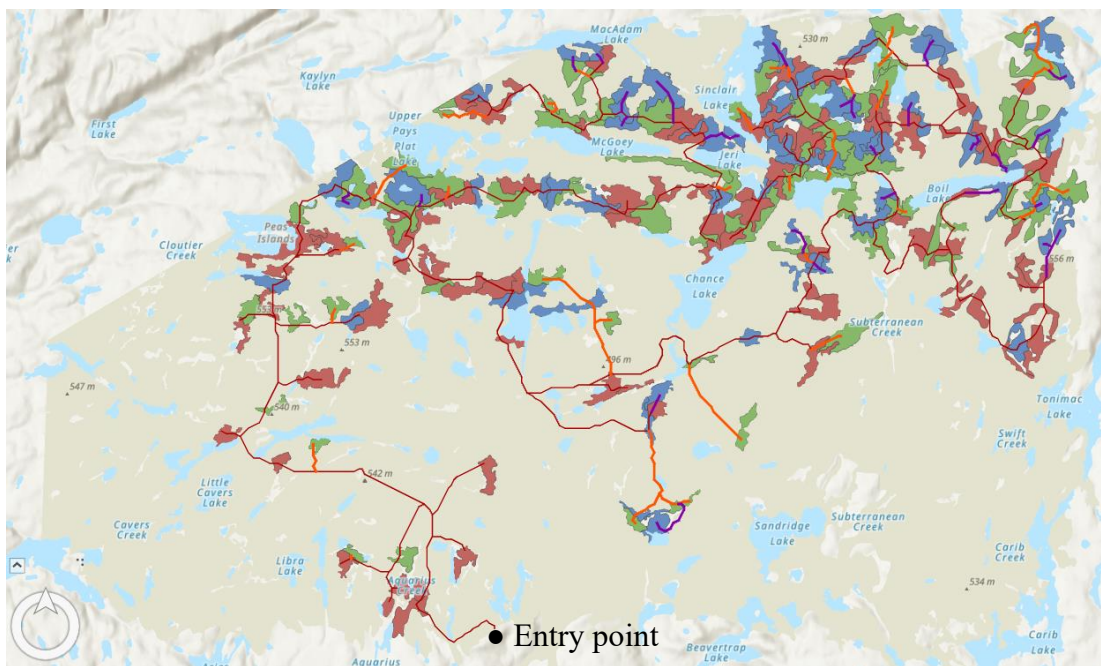 MacAdam
Lake
530 m
Kaylyn
Lake
Sinclair
Lake
First
Lake
Upper
Pays
Plat
Lake
McGoey
Lake
Jeri
Lake
Boil
Lake
Peas
Islands
Cloutier
Creek
556 m
Chance
Lake
553 m
Subterranean
Creek
553 m
496 m
547 m
540 m
Tonimac
Lake
Swift
Creek
542 m
Little
Cavers
Lake
Cavers
Creek
Sandridge
Lake
Subterranean
Creek
Libra
Lake
Carib
Creek
Aquarius
Creek
534 m
● Entry point
Carib
Lake
Beavertrap
Lake
Aquarius